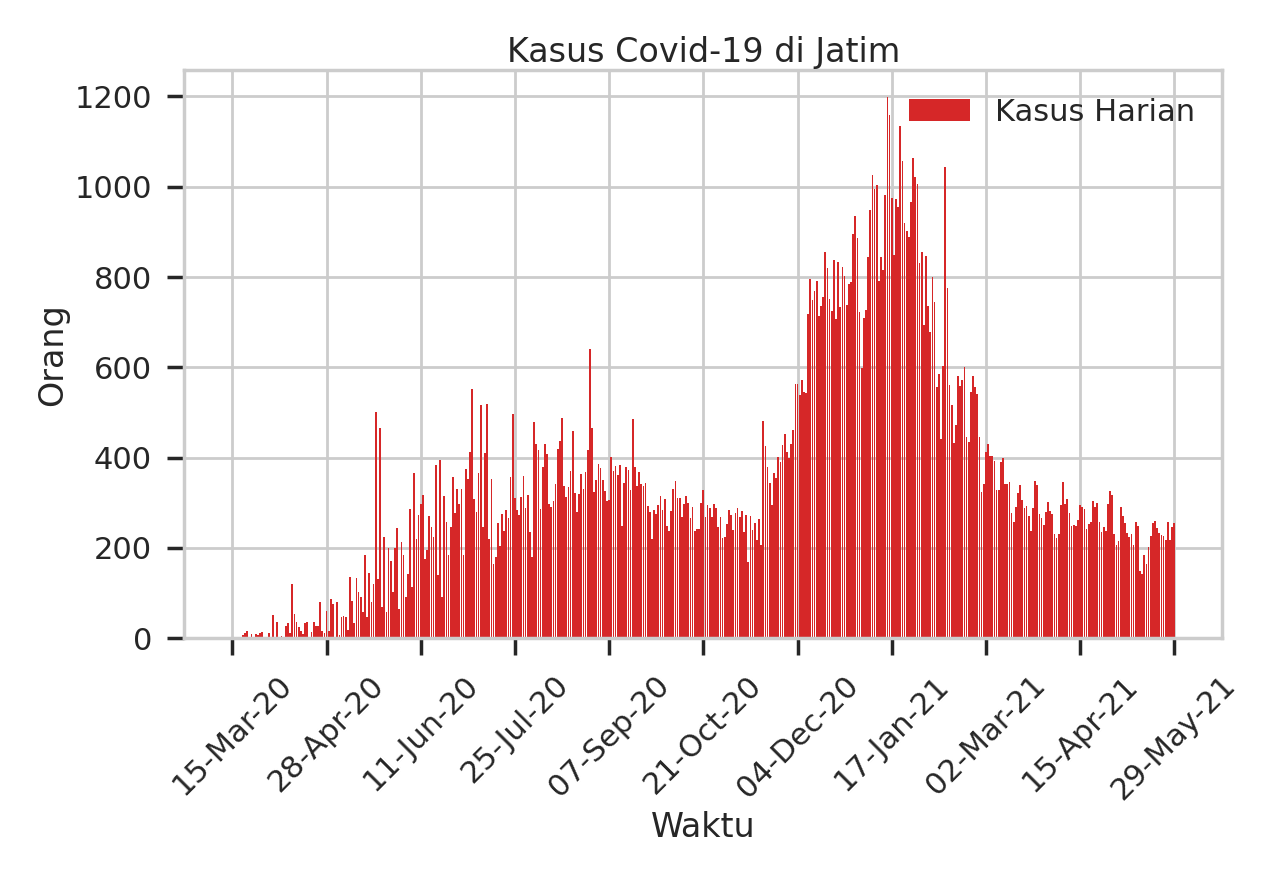 Kasus Covid-19 di Jatim
Kasus Harian
Orang
1200
1000
800
600
400
200
0
15-Mar-20
28-Apr-20
11-Jun-20
25-Jul-20
07-Sep-20
21-Oct-20
04-Dec-20
17-Jan-21
02-Mar-21
15-Apr-21
29-May-21
Waktu